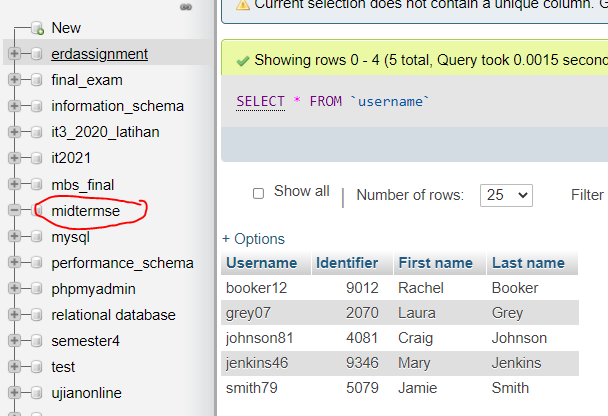 New
erdassignment
final_exam
information_schema
it3_2020_latihan
it2021
mbs_final
midtermse
mysql
performance_schema
phpmyadmin
relational database
semester4
test
ujianonline
Current selection does not contain a unique column. G
Showing rows 0 - 4 (5 total, Query took 0.0015 second
SELECT * FROM `username`
Show all | Number of rows: 25 Filter
+ Options
Username Identifier First name Last name
booker12 9012 Rachel Booker
grey07 2070 Laura Grey
johnson81 4081 Craig Johnson
jenkins46 9346 Mary Jenkins
smith79 5079 Jamie Smith